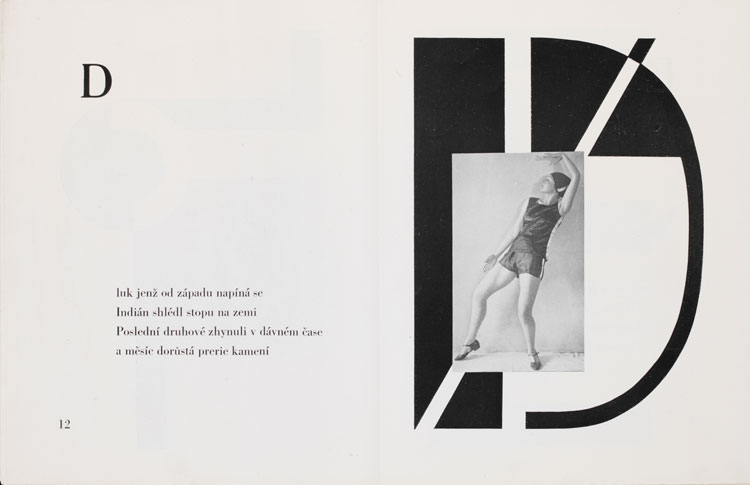 D
luk jenž od západu napíná se
Indián shlédl stopu na zemi
Poslední druhové zhynuli v dávném čase
a měsíc dorůstá prerie kamení
12
D